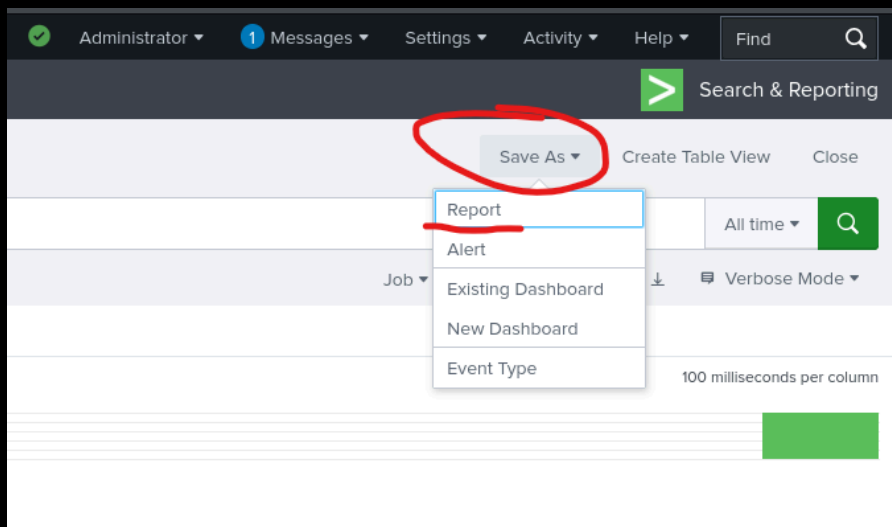 Administrator 1 Messages Settings Activity Help Find
Search & Reporting
Save As Create Table View Close
Report
All time
Alert
Job Verbose Mode
Existing Dashboard
New Dashboard
Event Type
100 milliseconds per column